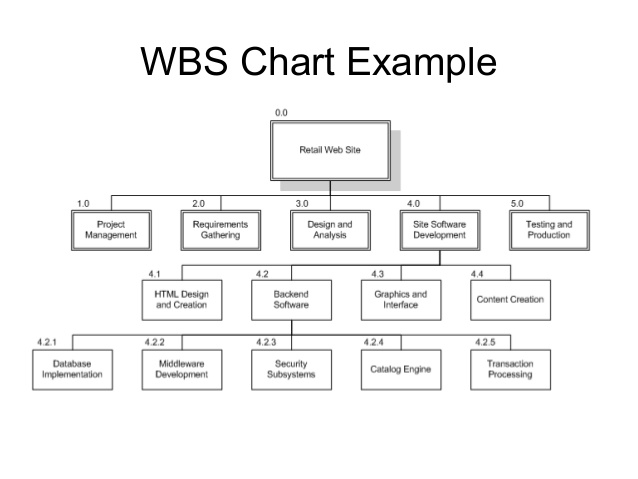 WBS Chart Example
0.0
Retail Web Site
1.0
2.0
3.0
4.0
5.0
Project
Management
Requirements
Gathering
Design and
Analysis
Site Software
Development
Testing and
Production
4.1
4.2
4.3
4.4
HTML Design
and Creation
Backend
Software
Graphics and
Interface
Content Creation
4.2.1
4.2.2
4.2.3
4.2.4
4.2.5
Database
Implementation
Middleware
Development
Security
Subsystems
Catalog Engine
Transaction
Processing